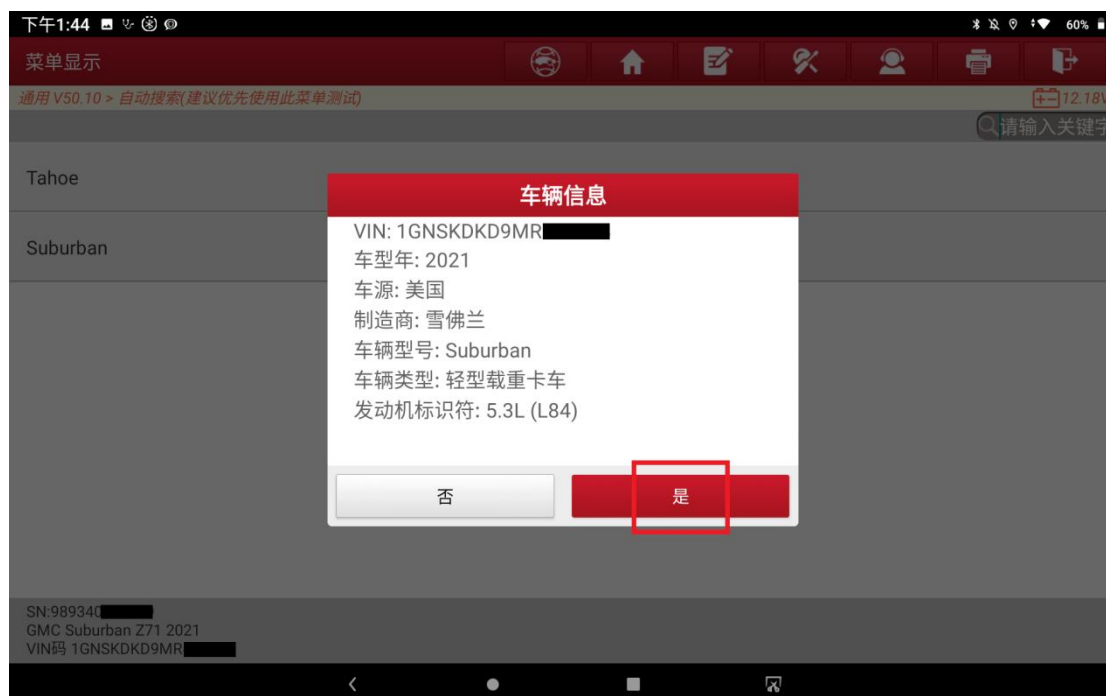 下午1:44
60%
菜单显示
通用 V50.10 > 自动搜索(建议优先使用此菜单测试)
12.18V
请输入关键字
Tahoe
车辆信息
VIN: 1GNSKDKD9MR
Suburban
车型年: 2021
车源: 美国
制造商: 雪佛兰
车辆型号: Suburban
车辆类型: 轻型载重卡车
发动机标识符: 5.3L (L84)
否
是
SN:989340
GMC Suburban Z71 2021
VIN码 1GNSKDKD9MR